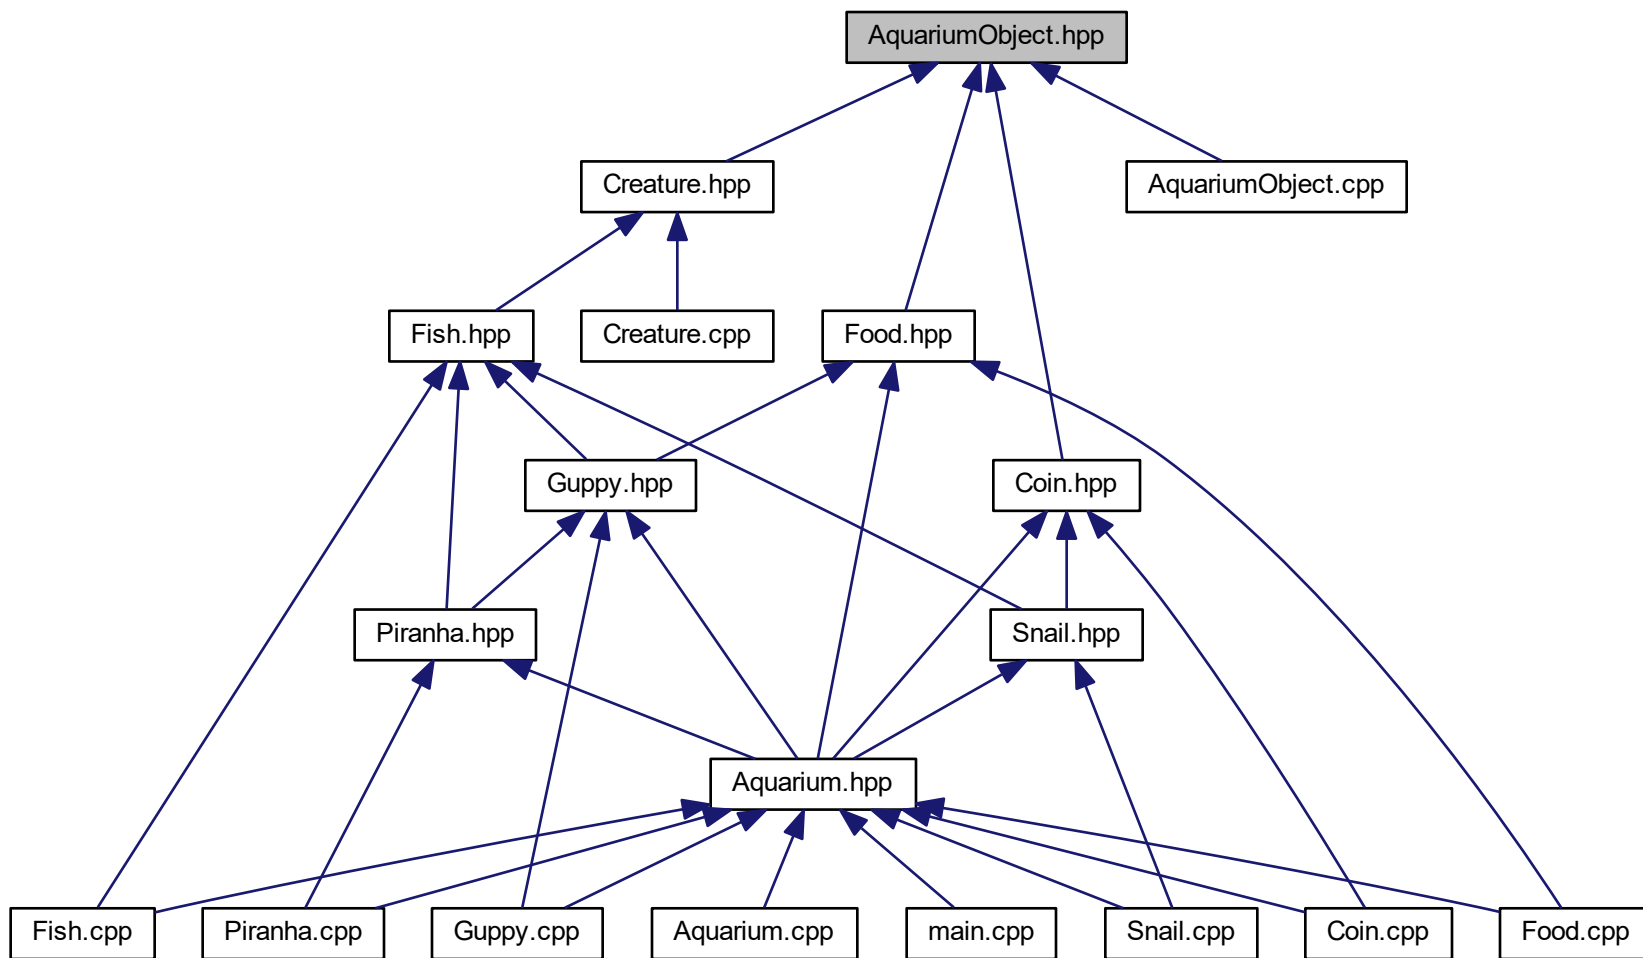 AquariumObject.hpp
Creature.hpp
AquariumObject.cpp
Fish.hpp
Creature.cpp
Food.hpp
Guppy.hpp
Coin.hpp
Piranha.hpp
Snail.hpp
Aquarium.hpp
Fish.cpp
Piranha.cpp
Guppy.cpp
Aquarium.cpp
main.cpp
Snail.cpp
Coin.cpp
Food.cpp